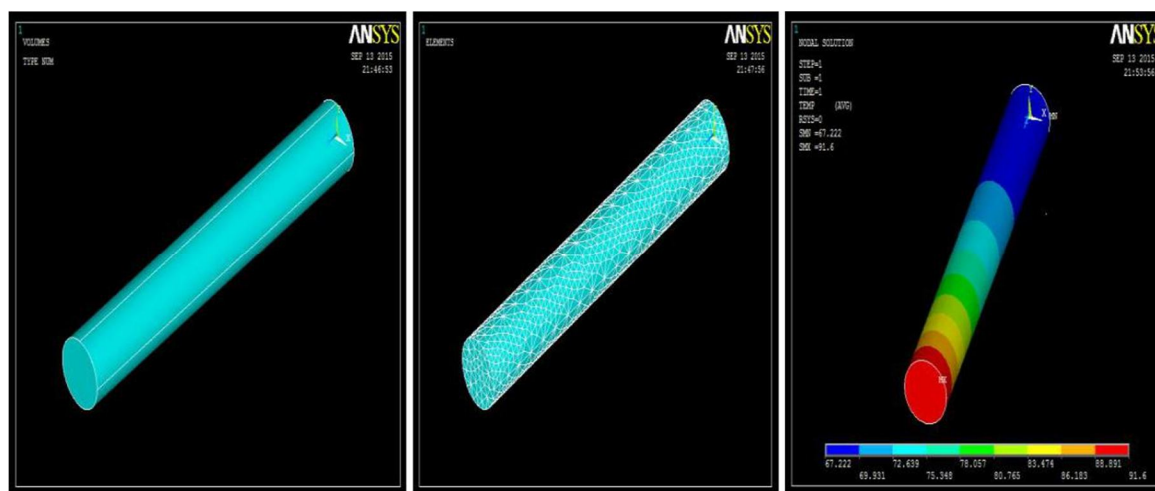 1
ANSYS
VOLUMES
TYPE NUM
SEP 13 2015
21:46:53
1
ANSYS
ELEMENTS
SEP 13 2015
21:47:56
1
ANSYS
NODAL SOLUTION
SEP 13 2015
21:53:56
STEP=1
SUB =1
TIME=1
TEMP (AVG)
RSYS=0
SMN =67.222
SMX =91.6
X
MN
MX
67.222 72.639 78.057 83.474 88.891
69.931 75.348 80.765 86.183 91.6